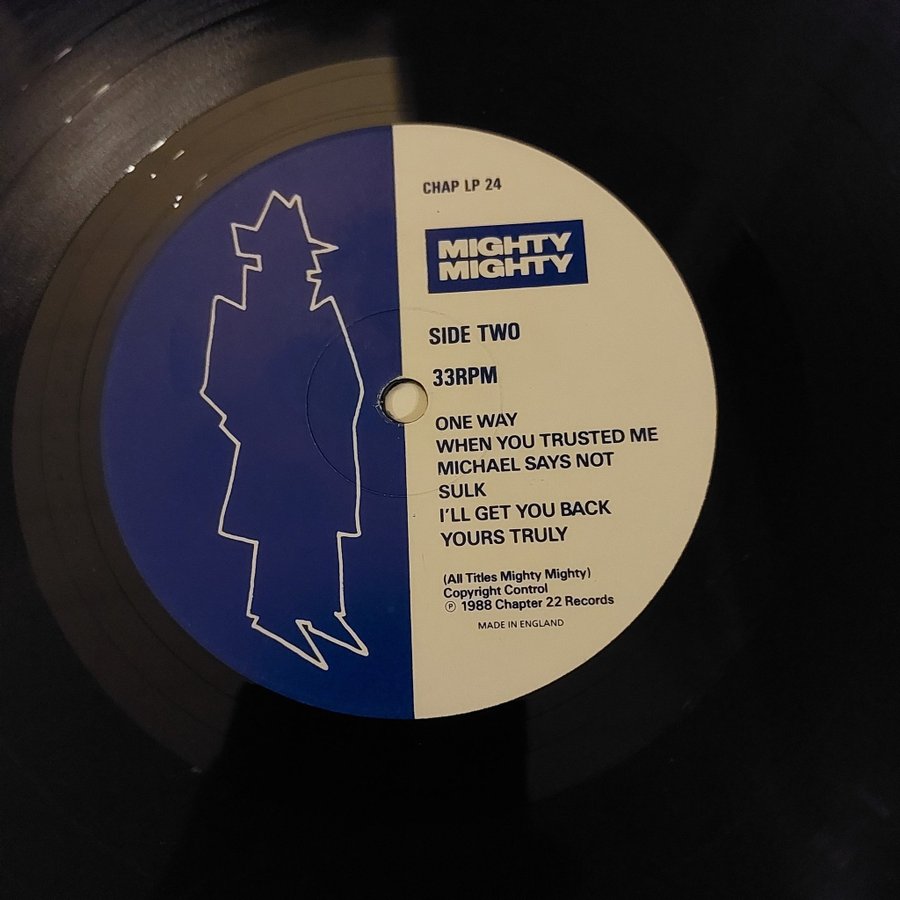 CHAP LP 24
MIGHTY
MIGHTY
SIDE TWO
33RPM
ONE WAY
WHEN YOU TRUSTED ME
MICHAEL SAYS NOT
SULK
I'LL GET YOU BACK
YOURS TRULY
(All Titles Mighty Mighty)
Copyright Control
℗ 1988 Chapter 22 Records
MADE IN ENGLAND